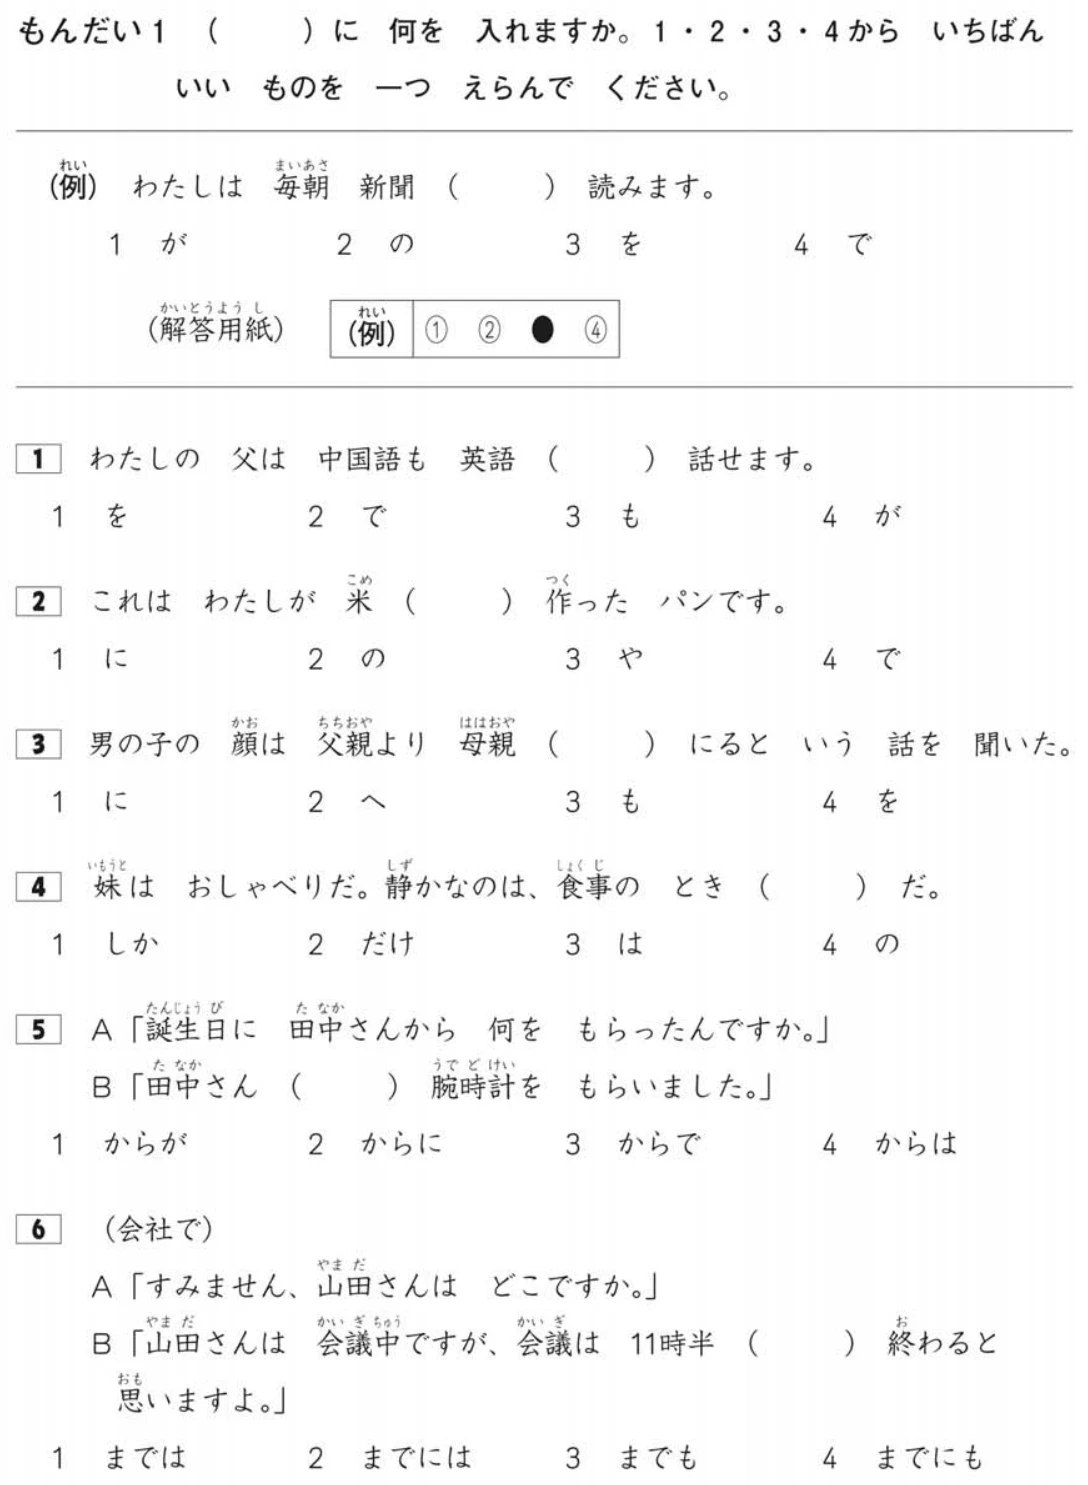 もんだい1 (　　　)に 何を 入れますか。1・2・3・4から いちばん
いい ものを 一つ えらんで ください。
(例) わたしは 毎朝 新聞 (　　　) 読みます。
1 が 2 の 3 を 4 で
(解答用紙) (例) ① ② ● ④
1 わたしの 父は 中国語も 英語 (　　　) 話せます。
1 を 2 で 3 も 4 が
2 これは わたしが 米 (　　　) 作った パンです。
1 に 2 の 3 や 4 で
3 男の子の 顔は 父親より 母親 (　　　) にると いう 話を 聞いた。
1 に 2 へ 3 も 4 を
4 妹は おしゃべりだ。静かなのは、食事の とき (　　　) だ。
1 しか 2 だけ 3 は 4 の
5 A「誕生日に 田中さんから 何を もらったんですか。」
B「田中さん (　　　) 腕時計を もらいました。」
1 からが 2 からに 3 からで 4 からは
6 (会社で)
A「すみません、山田さんは どこですか。」
B「山田さんは 会議中ですが、会議は 11時半 (　　　) 終わると
思いますよ。」
1 までは 2 までには 3 までも 4 までにも